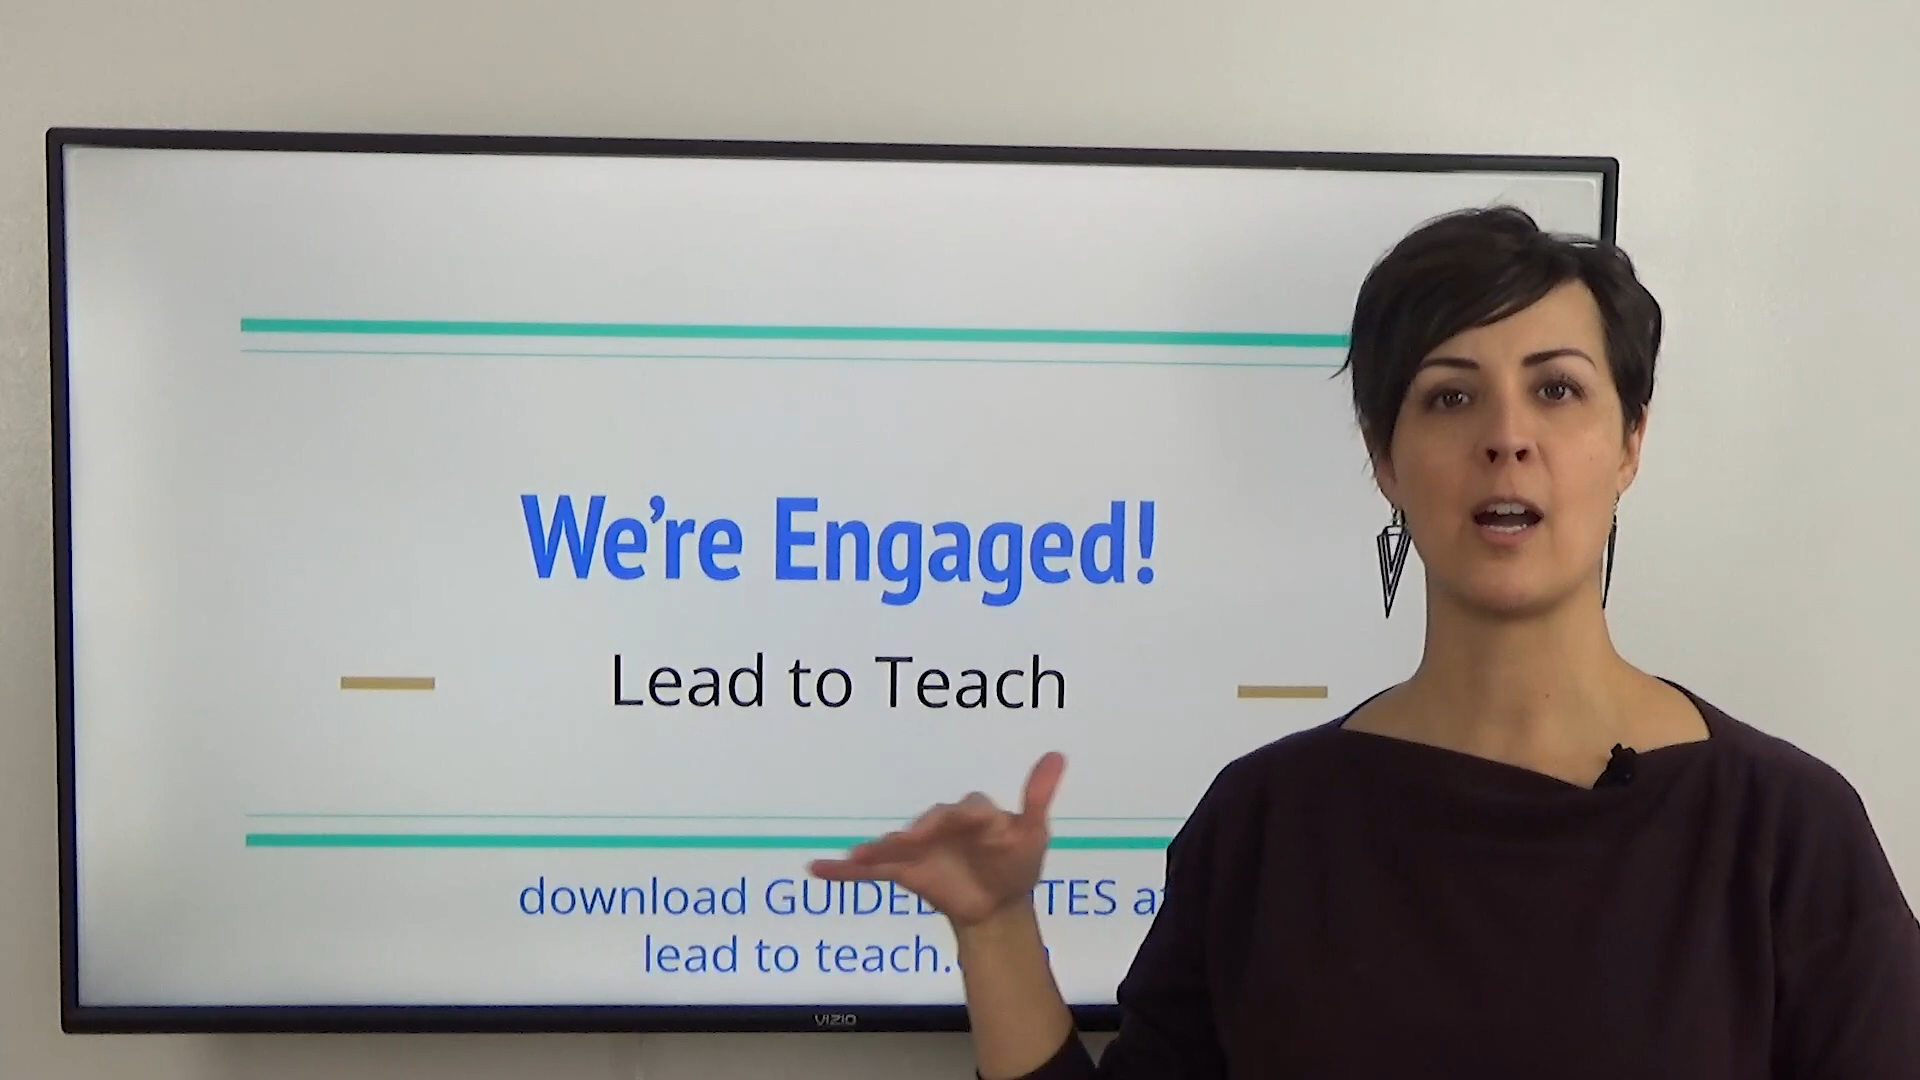 We're Engaged!
Lead to Teach
download GUIDED
lead to teach.
VIZIO